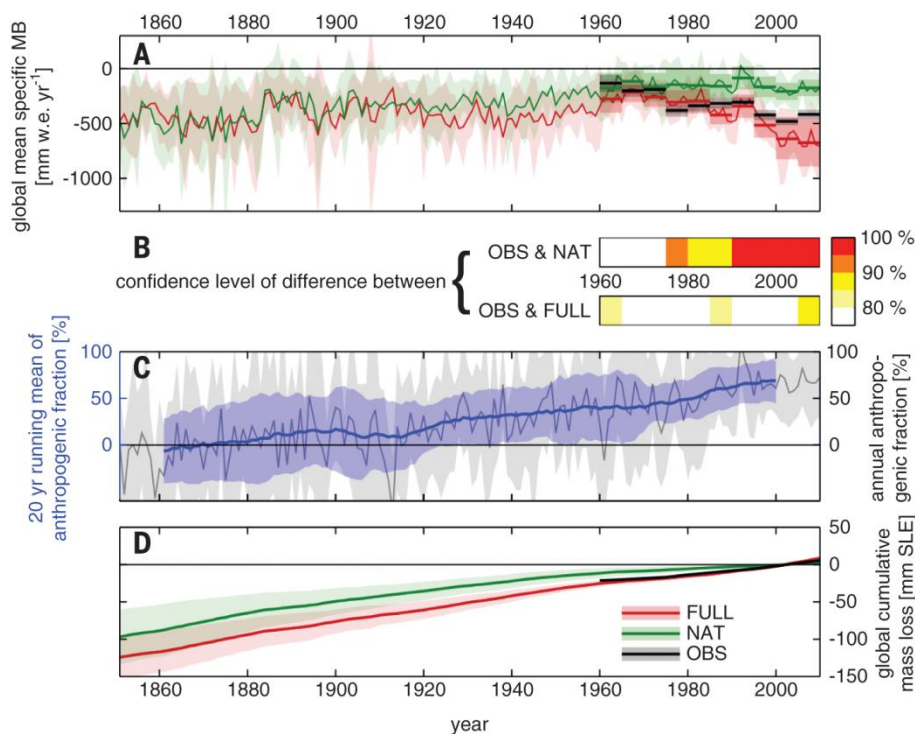 1860 1880 1900 1920 1940 1960 1980 2000
A
global mean specific MB
[mm w.e. yr-1]
0
-500
-1000
B
confidence level of difference between {
OBS & NAT
1960 1980 2000
OBS & FULL
100 %
90 %
80 %
C
20 yr running mean of
anthropogenic fraction [%]
100
50
0
100
50
0
annual anthropo-
genic fraction [%]
D
50
0
-50
-100
-150
global cumulative
mass loss [mm SLE]
FULL
NAT
OBS
1860 1880 1900 1920 1940 1960 1980 2000
year